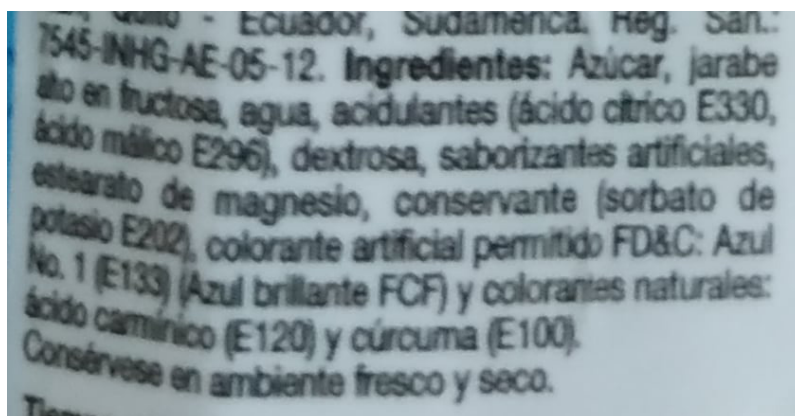 Quito - Ecuador, Sudamérica. Reg. San.:
7545-INHG-AE-05-12. Ingredientes: Azúcar, jarabe
alto en fructosa, agua, acidulantes (ácido cítrico E330,
ácido málico E296), dextrosa, saborizantes artificiales,
estearato de magnesio, conservante (sorbato de
potasio E202), colorante artificial permitido FD&C: Azul
No. 1 (E133) (Azul brillante FCF) y colorantes naturales:
ácido carmínico (E120) y cúrcuma (E100).
Consérvese en ambiente fresco y seco.